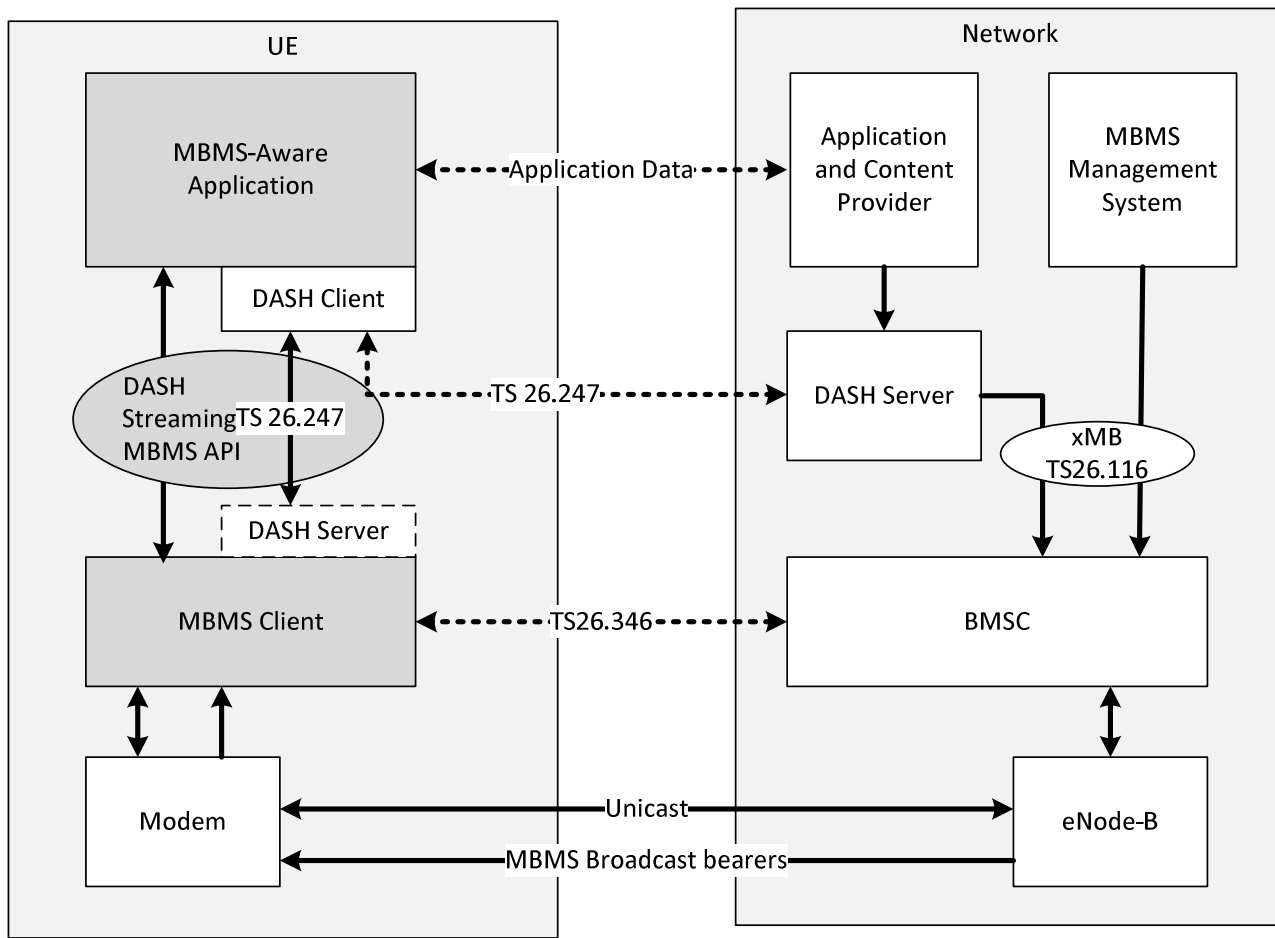 UE
Network
MBMS-Aware
Application
Application Data
Application
and Content
Provider
MBMS
Management
System
DASH Client
DASH
Streaming
MBMS API
TS 26.247
TS 26.247
DASH Server
xMB
TS26.116
DASH Server
MBMS Client
TS26.346
BMSC
Modem
Unicast
MBMS Broadcast bearers
eNode-B